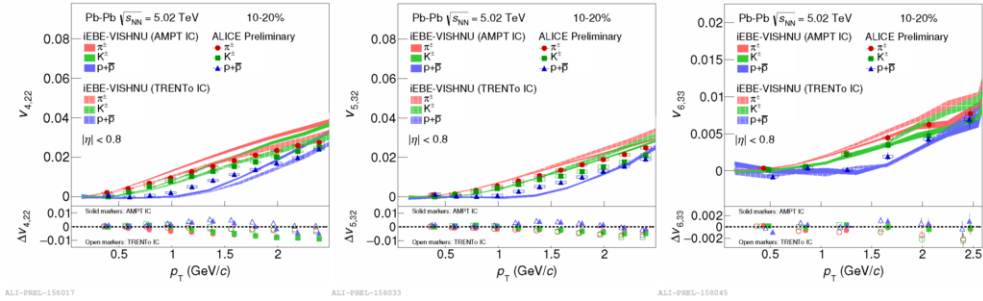 Pb-Pb √sNN = 5.02 TeV 10-20%
iEBE-VISHNU (AMPT IC) ALICE Preliminary
π± π±
K± K±
p+p̅ p+p̅
iEBE-VISHNU (TRENTo IC)
π±
K±
p+p̅
|η| < 0.8
v4,22
0.08
0.06
0.04
0.02
0
Solid markers: AMPT IC
Open markers: TRENTo IC
Δv4,22
0.01
0
−0.01
0.5 1 1.5 2
pT (GeV/c)
ALI-PREL-156017
Pb-Pb √sNN = 5.02 TeV 10-20%
iEBE-VISHNU (AMPT IC) ALICE Preliminary
π± π±
K± K±
p+p̅ p+p̅
iEBE-VISHNU (TRENTo IC)
π±
K±
p+p̅
|η| < 0.8
v5,32
0.08
0.06
0.04
0.02
0
Solid markers: AMPT IC
Open markers: TRENTo IC
Δv5,32
0.01
0
−0.01
0.5 1 1.5 2
pT (GeV/c)
ALI-PREL-156033
Pb-Pb √sNN = 5.02 TeV 10-20%
iEBE-VISHNU (AMPT IC) ALICE Preliminary
π± π±
K± K±
p+p̅ p+p̅
iEBE-VISHNU (TRENTo IC)
π±
K±
p+p̅
|η| < 0.8
v6,33
0.02
0.015
0.01
0.005
0
Solid markers: AMPT IC
Open markers: TRENTo IC
Δv6,33
0.002
0
−0.002
0 0.5 1 1.5 2 2.5
pT (GeV/c)
ALI-PREL-156045